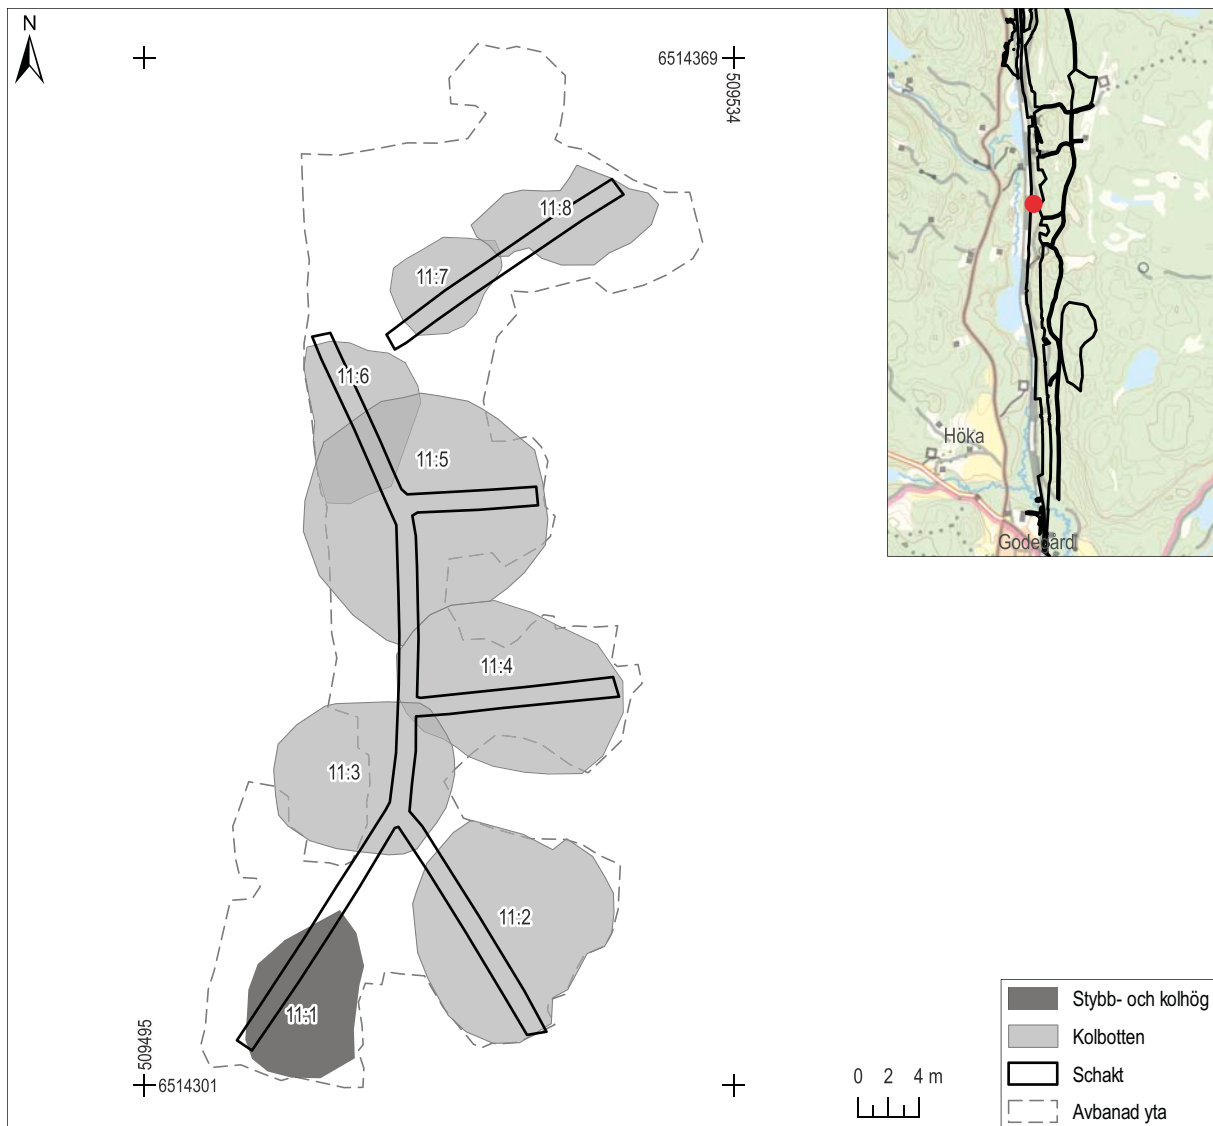 N
6514369
509534
11:8
11:7
11:6
11:5
11:4
11:3
11:2
11:1
509495
6514301
0 2 4 m
Höka
Godegård
Stybb- och kolhög
Kolbotten
Schakt
Avbanad yta